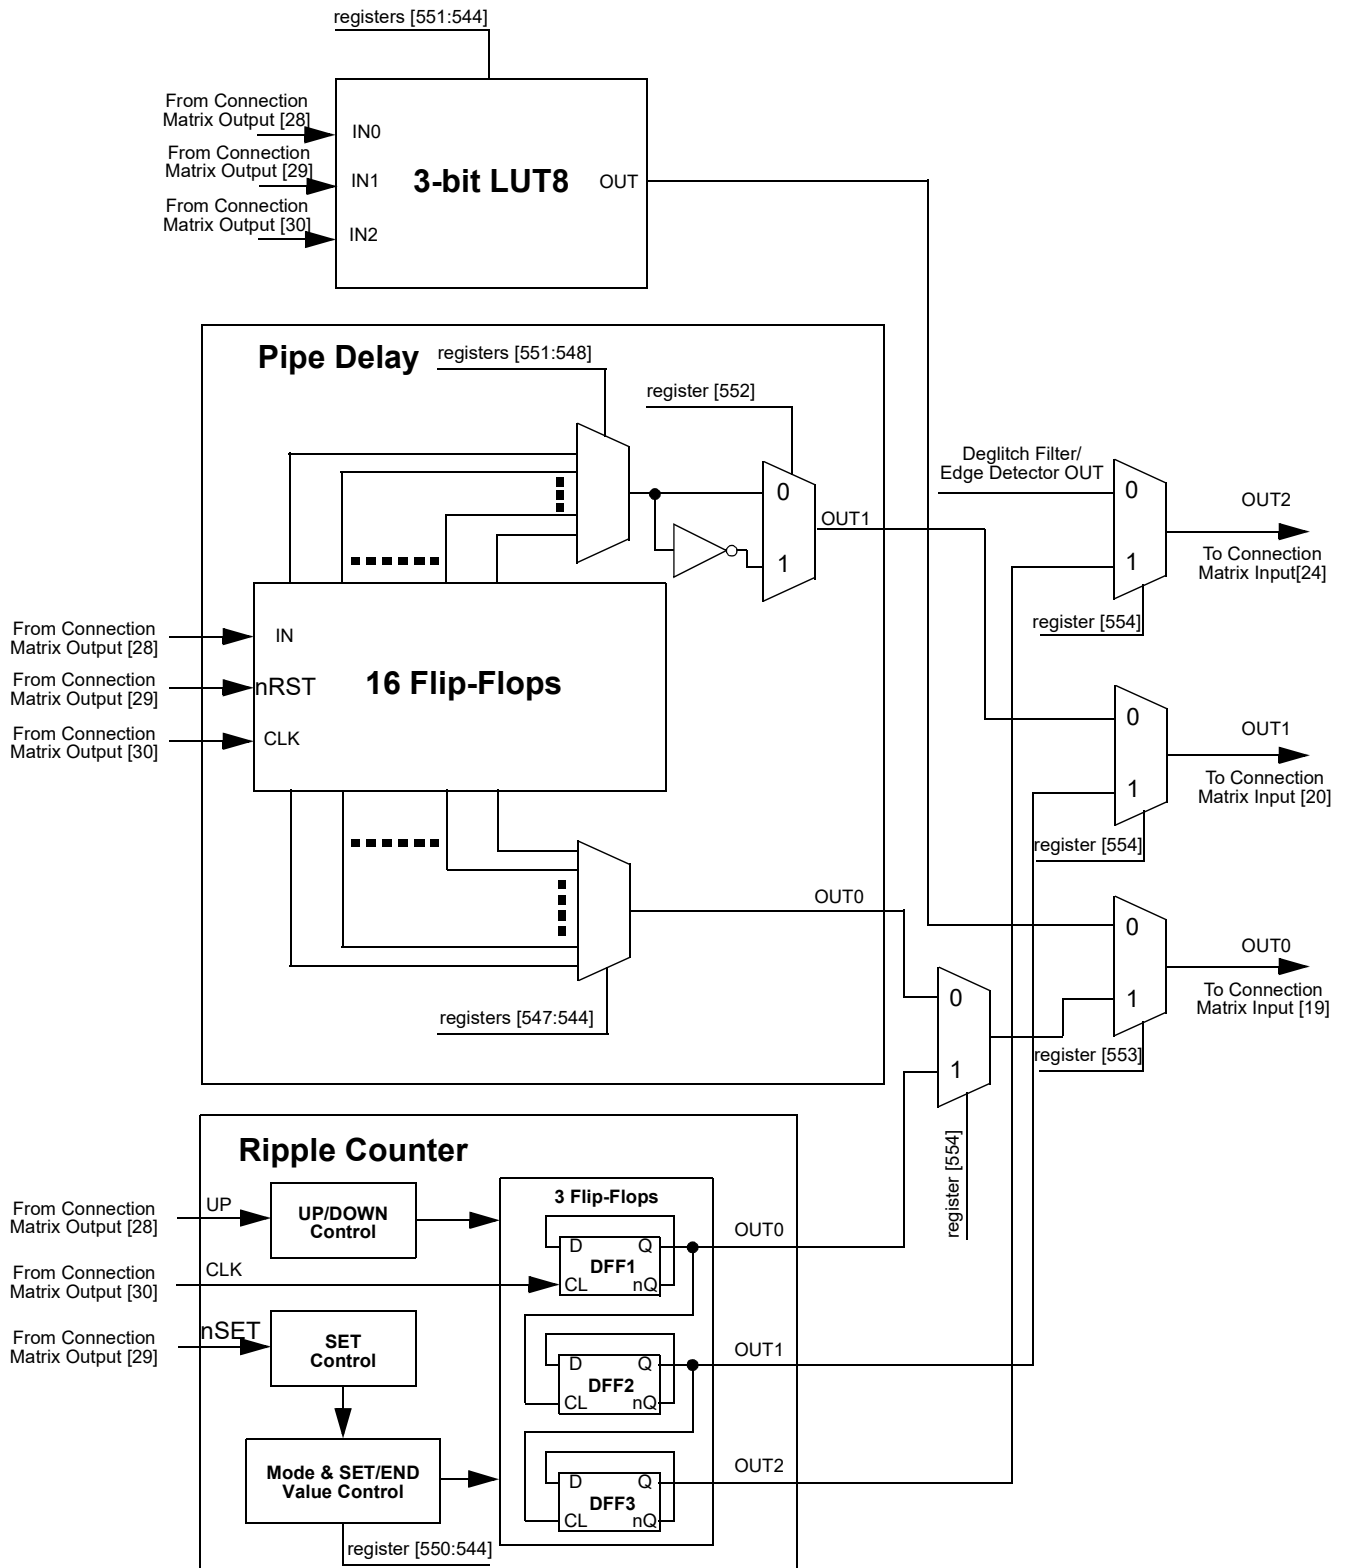 registers [551:544]
From Connection
Matrix Output [28]
IN0
From Connection
Matrix Output [29]
IN1
3-bit LUT8
OUT
From Connection
Matrix Output [30]
IN2
Pipe Delay
registers [551:548]
register [552]
0
1
OUT1
Deglitch Filter/
Edge Detector OUT
0
1
OUT2
To Connection
Matrix Input[24]
register [554]
From Connection
Matrix Output [28]
IN
From Connection
Matrix Output [29]
nRST
16 Flip-Flops
From Connection
Matrix Output [30]
CLK
0
1
OUT1
To Connection
Matrix Input [20]
register [554]
OUT0
registers [547:544]
0
1
register [554]
0
1
OUT0
To Connection
Matrix Input [19]
register [553]
Ripple Counter
From Connection
Matrix Output [28]
UP
UP/DOWN
Control
3 Flip-Flops
D
Q
DFF1
CL
nQ
OUT0
From Connection
Matrix Output [30]
CLK
From Connection
Matrix Output [29]
nSET
SET
Control
D
Q
DFF2
CL
nQ
OUT1
Mode & SET/END
Value Control
D
Q
DFF3
CL
nQ
OUT2
register [550:544]